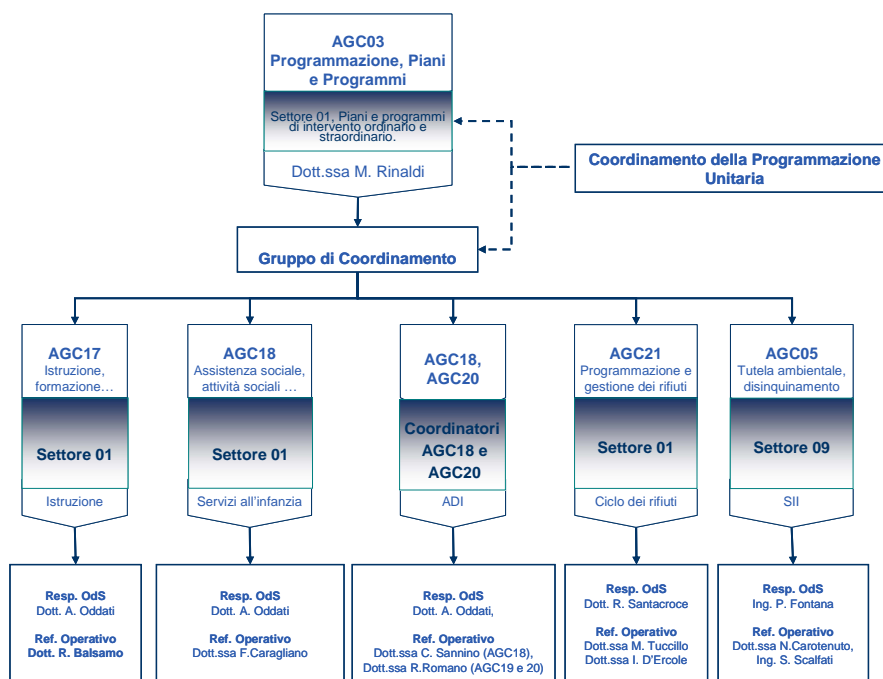 AGC03
Programmazione, Piani
e Programmi
Settore 01, Piani e programmi
di intervento ordinario e
straordinario.
Dott.ssa M. Rinaldi
Coordinamento della Programmazione
Unitaria
Gruppo di Coordinamento
AGC17
Istruzione,
formazione…
Settore 01
Istruzione
Resp. OdS
Dott. A. Oddati
Ref. Operativo
Dott. R. Balsamo
AGC18
Assistenza sociale,
attività sociali …
Settore 01
Servizi all'infanzia
Resp. OdS
Dott. A. Oddati
Ref. Operativo
Dott.ssa F.Caragliano
AGC18,
AGC20
Coordinatori
AGC18 e
AGC20
ADI
Resp. OdS
Dott. A. Oddati,
Ref. Operativo
Dott.ssa C. Sannino (AGC18),
Dott.ssa R.Romano (AGC19 e 20)
AGC21
Programmazione e
gestione dei rifiuti
Settore 01
Ciclo dei rifiuti
Resp. OdS
Dott. R. Santacroce
Ref. Operativo
Dott.ssa M. Tuccillo
Dott.ssa I. D'Ercole
AGC05
Tutela ambientale,
disinquinamento
Settore 09
SII
Resp. OdS
Ing. P. Fontana
Ref. Operativo
Dott.ssa N.Carotenuto,
Ing. S. Scalfati